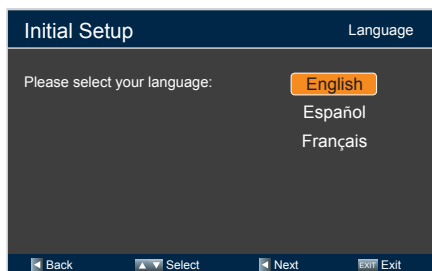 Initial Setup Language
Please select your language: English
Español
Français
◀ Back ▲ ▼ Select ◀ Next EXIT Exit